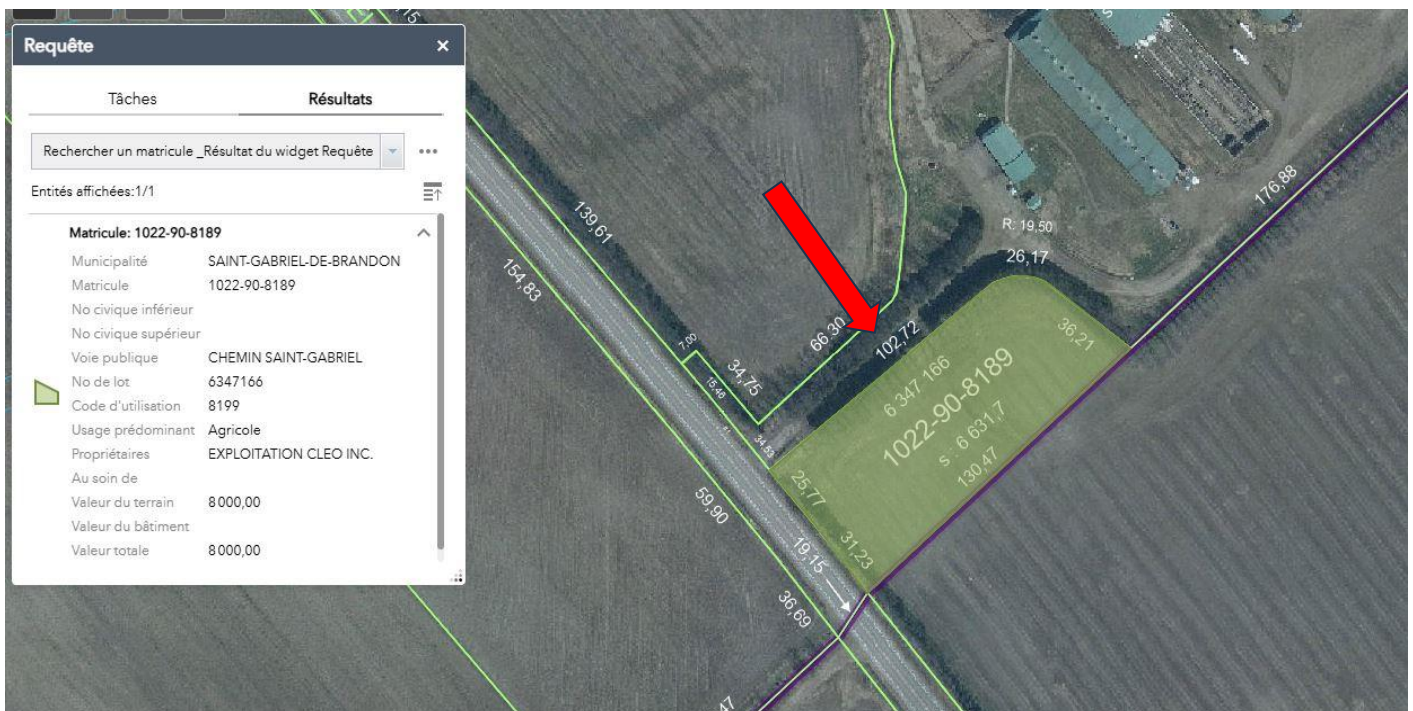 Requête ×
Tâches Résultats
Rechercher un matricule _Résultat du widget Requête
Entités affichées:1/1
Matricule: 1022-90-8189
Municipalité SAINT-GABRIEL-DE-BRANDON
Matricule 1022-90-8189
No civique inférieur
No civique supérieur
Voie publique CHEMIN SAINT-GABRIEL
No de lot 6347166
Code d'utilisation 8199
Usage prédominant Agricole
Propriétaires EXPLOITATION CLEO INC.
Au soin de
Valeur du terrain 8 000,00
Valeur du bâtiment
Valeur totale 8 000,00
139,61
154,83
7,00
34,75
15,46
66,30
102,72
R: 19,50
26,17
176,88
36,21
6 347 166
1022-90-8189
s : 6 631,7
130,47
34,53
25,77
59,90
31,23
19,15
36,69
47